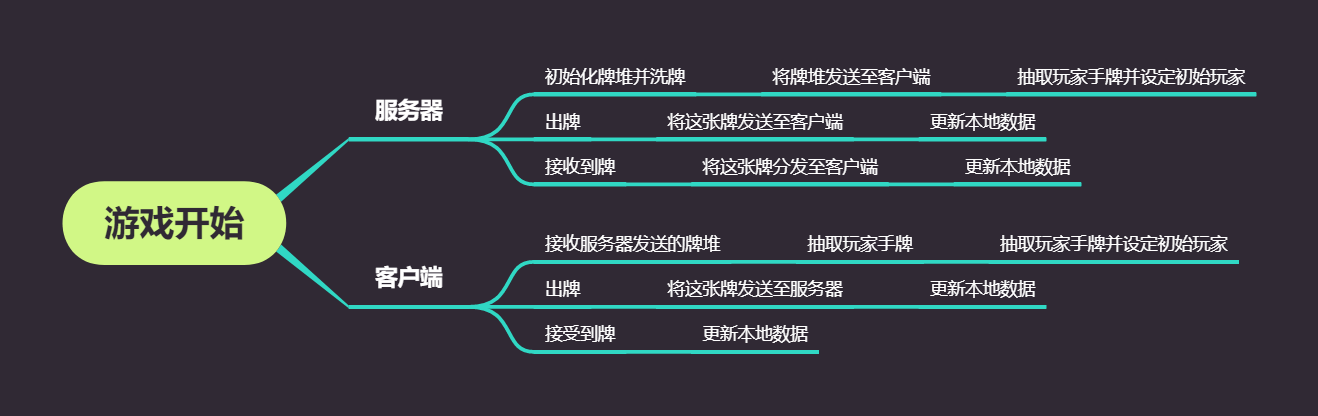 游戏开始
服务器
初始化牌堆并洗牌
将牌堆发送至客户端
抽取玩家手牌并设定初始玩家
出牌
将这张牌发送至客户端
更新本地数据
接收到牌
将这张牌分发至客户端
更新本地数据
客户端
接收服务器发送的牌堆
抽取玩家手牌
抽取玩家手牌并设定初始玩家
出牌
将这张牌发送至服务器
更新本地数据
接受到牌
更新本地数据